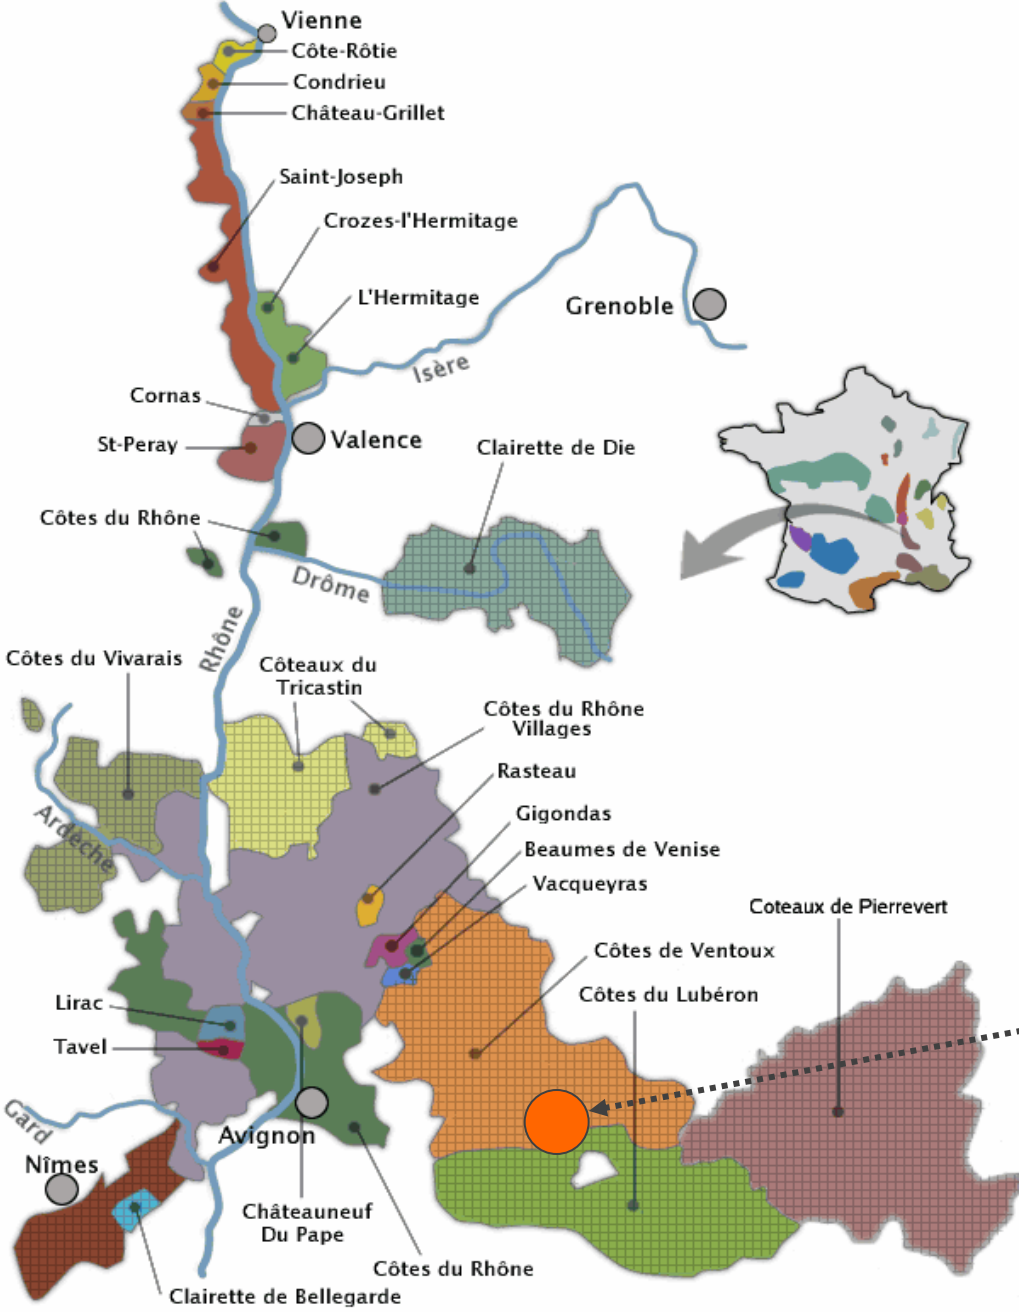 Vienne
Côte-Rôtie
Condrieu
Château-Grillet
Saint-Joseph
Crozes-l'Hermitage
L'Hermitage
Grenoble
Isère
Cornas
Valence
St-Peray
Clairette de Die
Côtes du Rhône
Drôme
Rhône
Côtes du Vivarais
Côteaux du
Tricastin
Côtes du Rhône
Villages
Rasteau
Gigondas
Ardèche
Beaumes de Venise
Vacqueyras
Coteaux de Pierrevert
Côtes de Ventoux
Côtes du Lubéron
Lirac
Tavel
Gard
Avignon
Nîmes
Châteauneuf
Du Pape
Côtes du Rhône
Clairette de Bellegarde